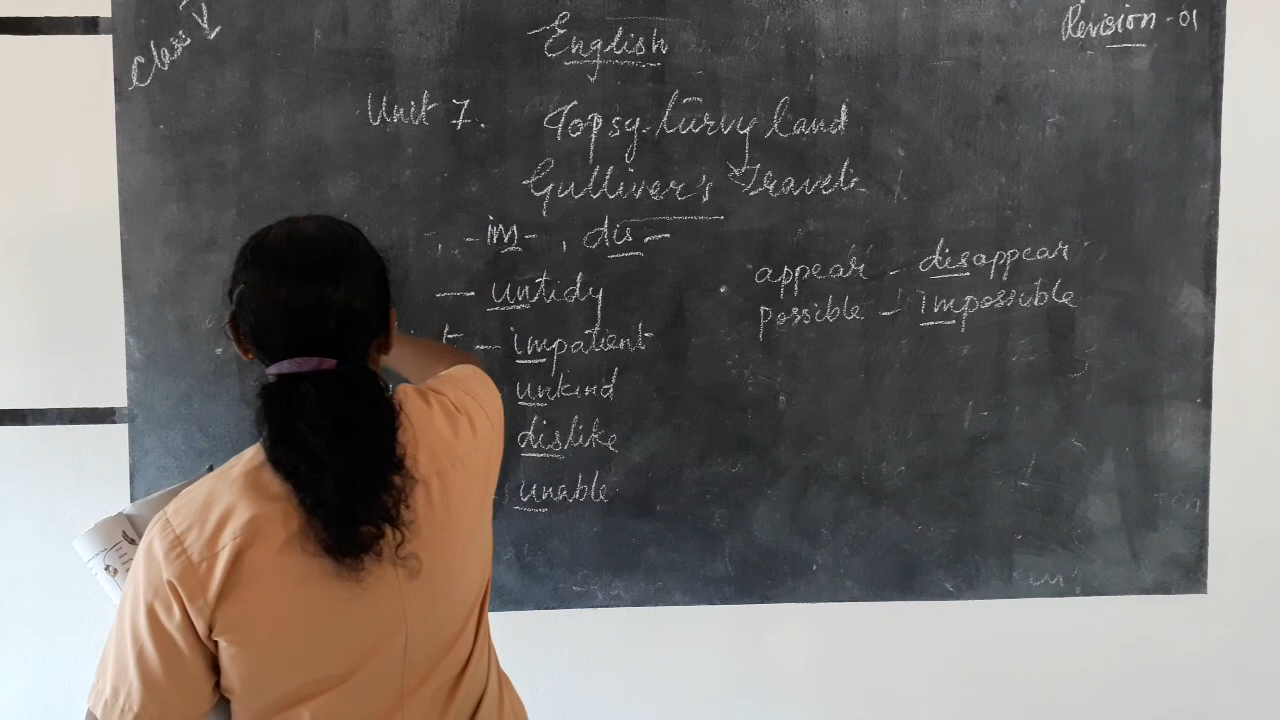 Class V
English
Revision - 01
Unit 7. Topsy-turvy land
Gulliver's Travels
, -im- , dis-
— untidy
t — impatient
unkind
dislike
unable
appear - disappear
possible - impossible